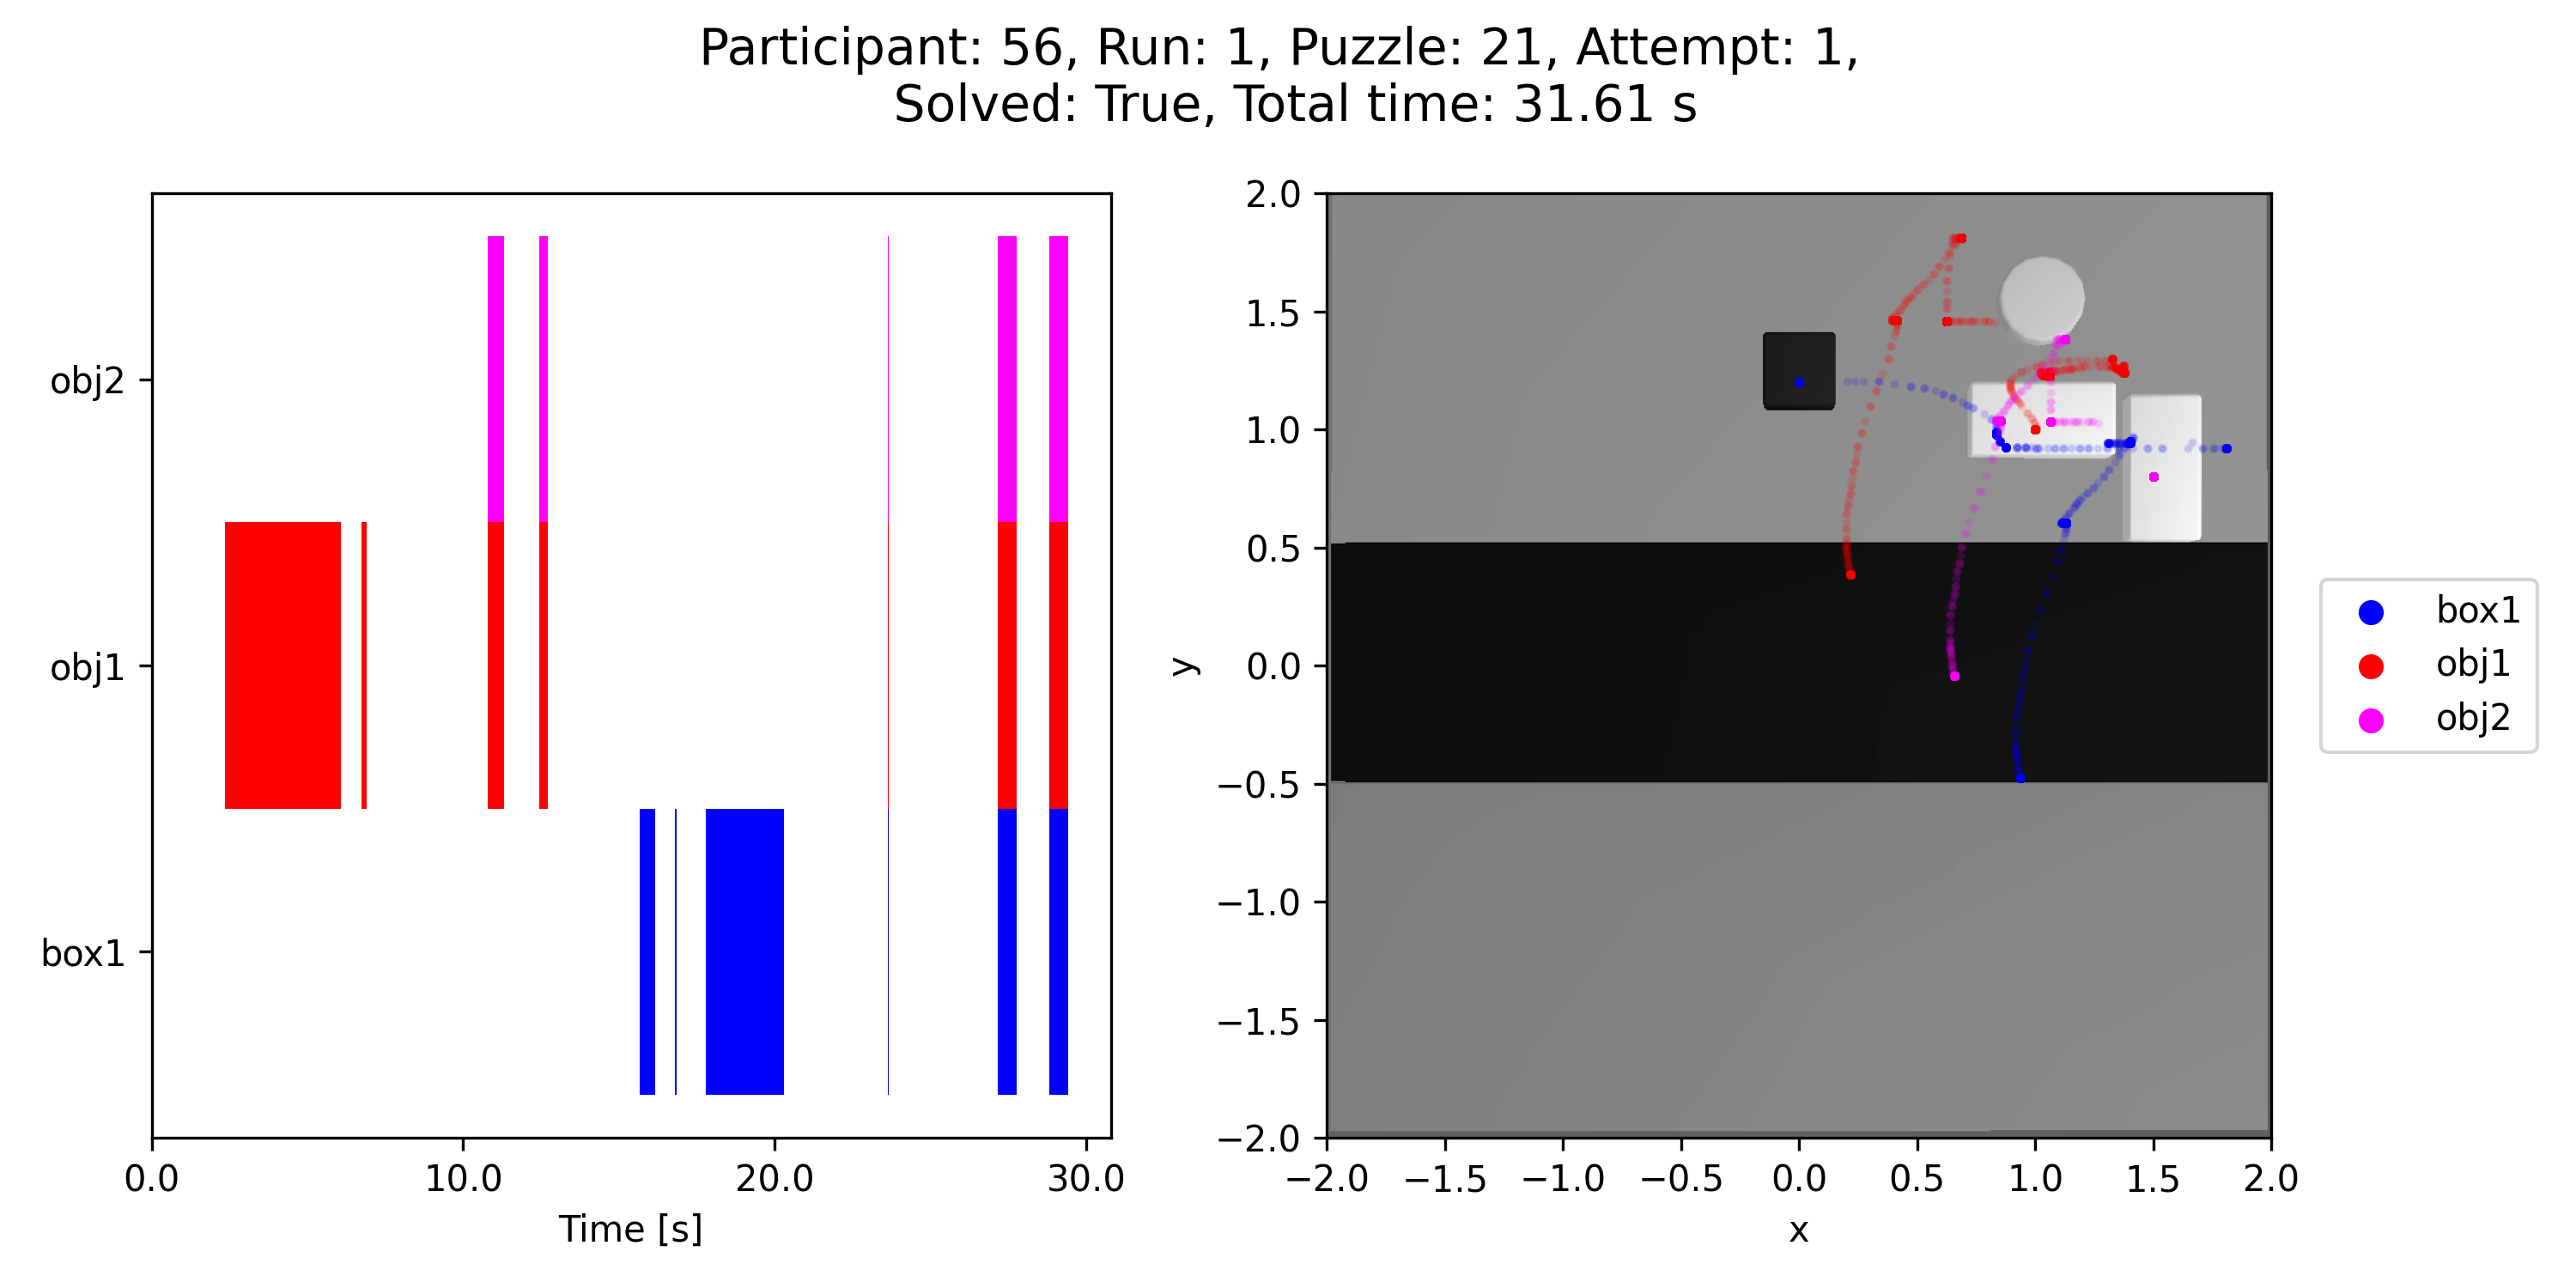 Participant: 56, Run: 1, Puzzle: 21, Attempt: 1,
Solved: True, Total time: 31.61 s
obj2
obj1
box1
0.0 10.0 20.0 30.0
Time [s]
2.0
1.5
1.0
0.5
0.0
−0.5
−1.0
−1.5
−2.0
y
−2.0 −1.5 −1.0 −0.5 0.0 0.5 1.0 1.5 2.0
x
box1
obj1
obj2